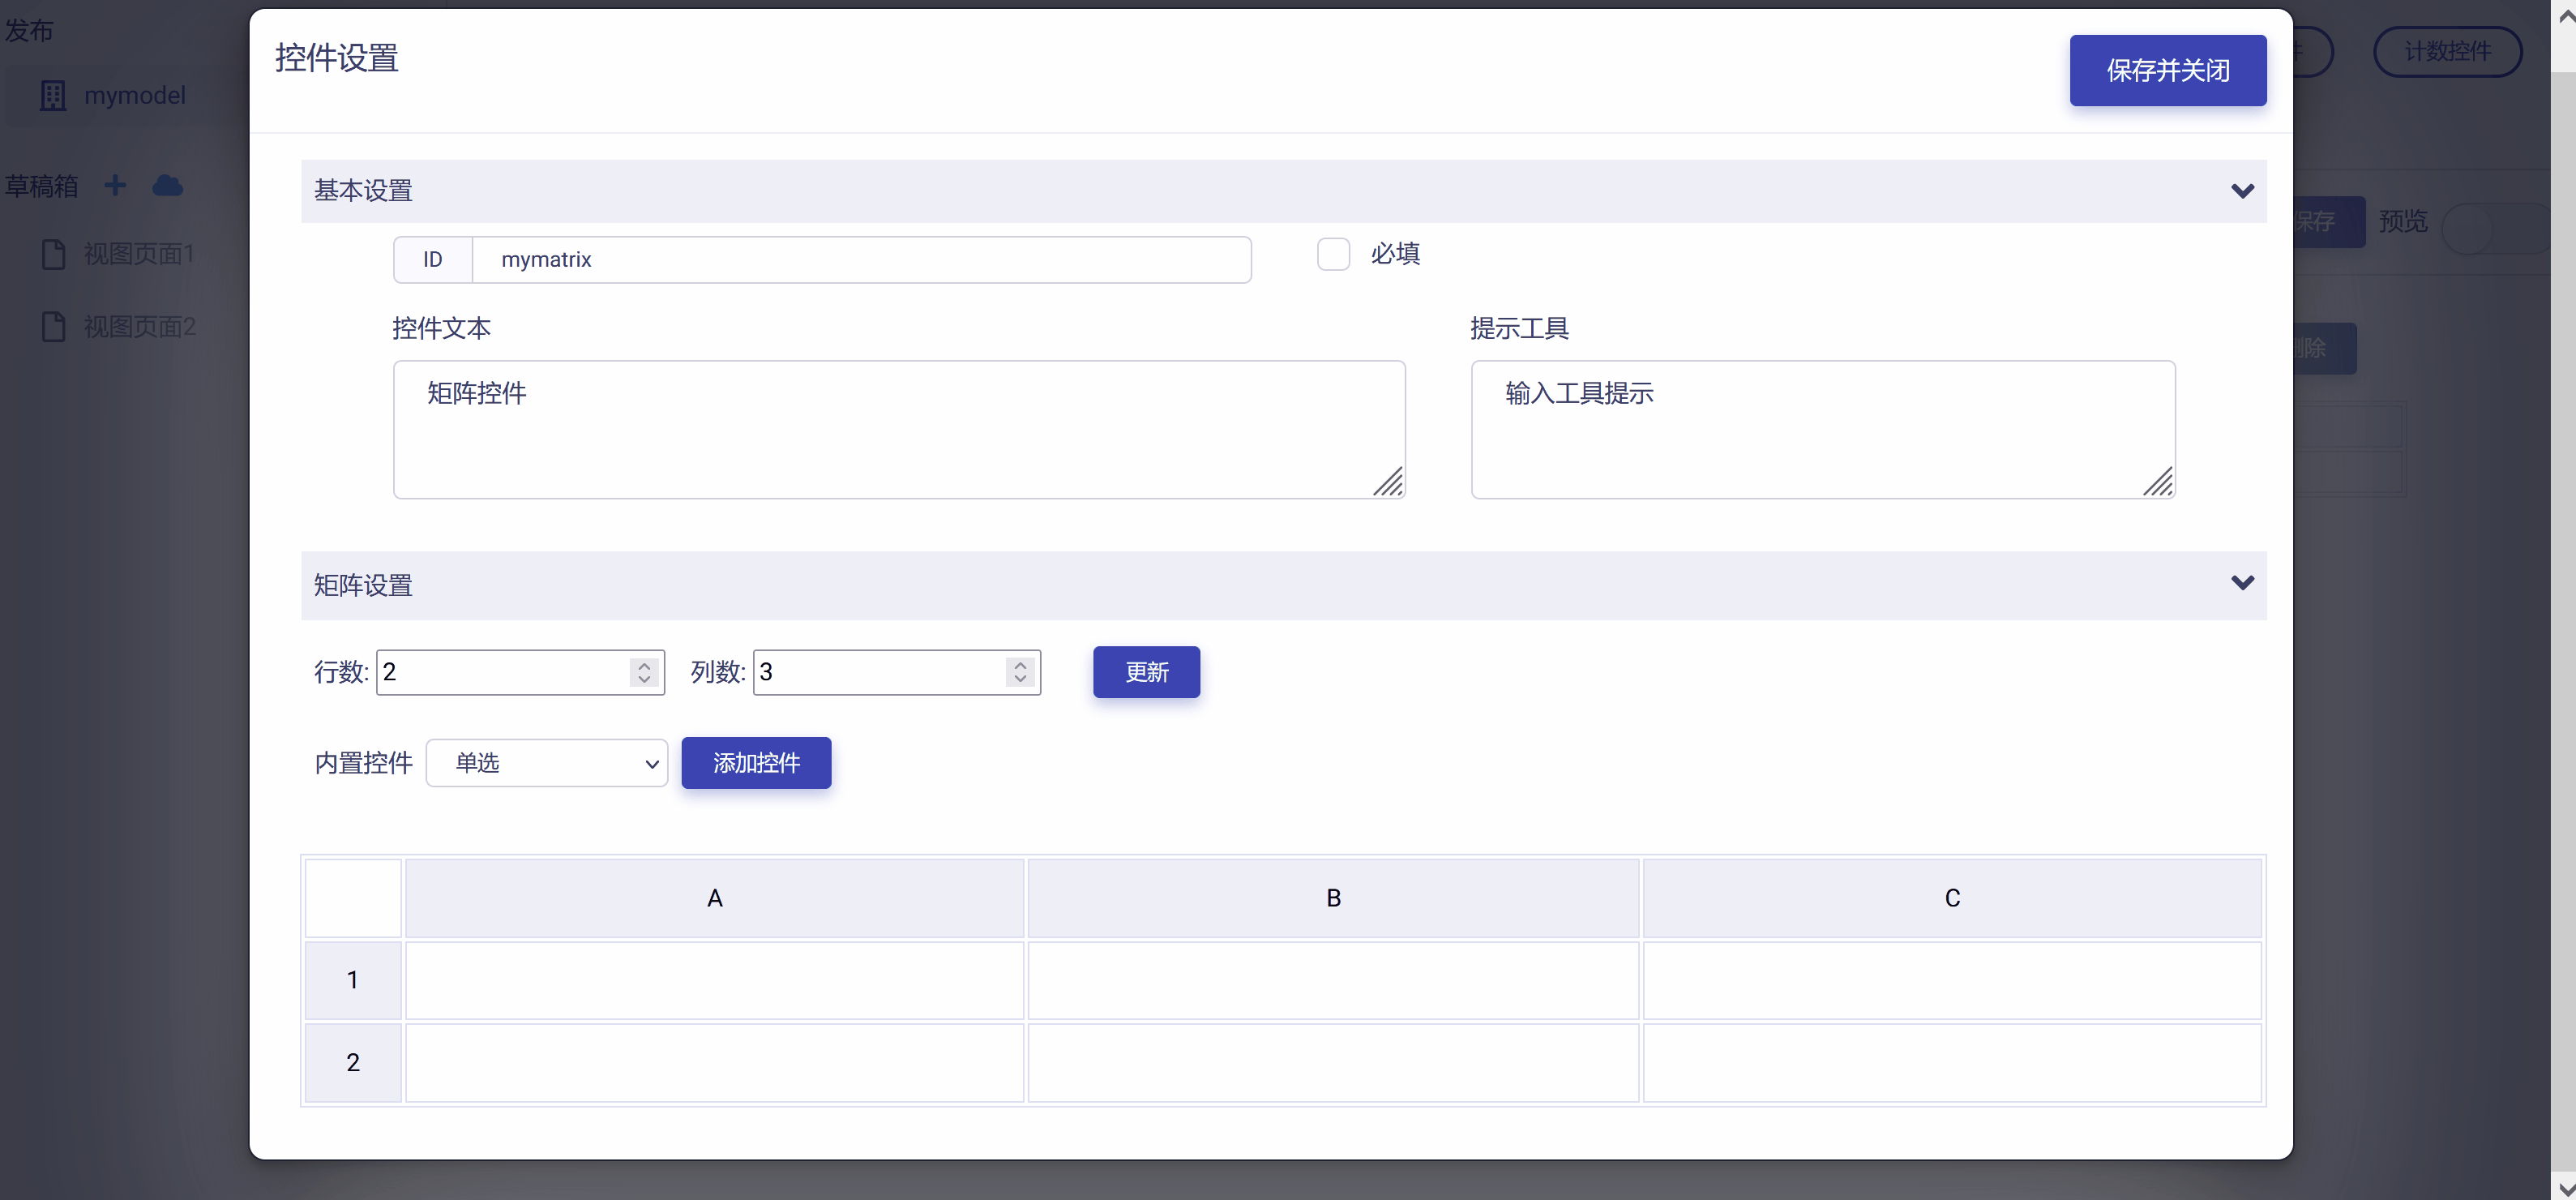 发布
mymodel
草稿箱
视图页面1
视图页面2
控件设置
保存并关闭
件
计数控件
基本设置
ID mymatrix
必填
控件文本
提示工具
矩阵控件
输入工具提示
保存 预览
删除
矩阵设置
行数: 2 列数: 3 更新
内置控件 单选 添加控件
A B C
1
2